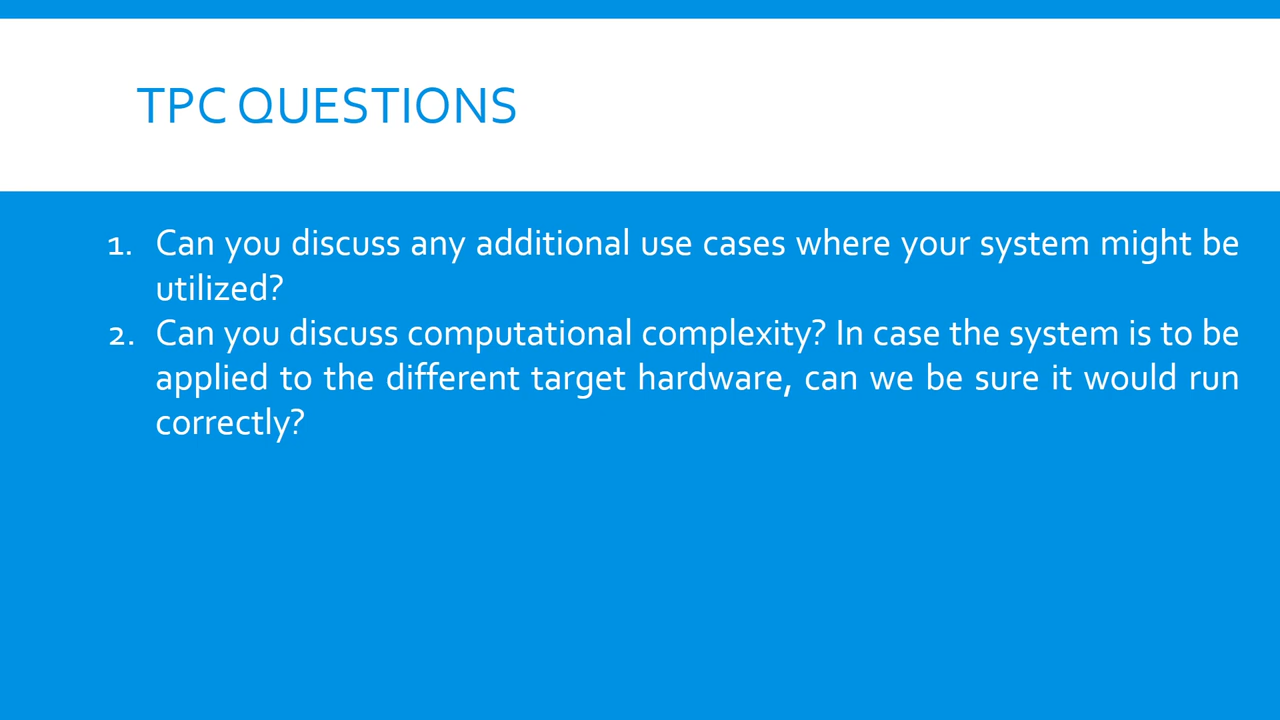 TPC QUESTIONS
1. Can you discuss any additional use cases where your system might be
utilized?
2. Can you discuss computational complexity? In case the system is to be
applied to the different target hardware, can we be sure it would run
correctly?